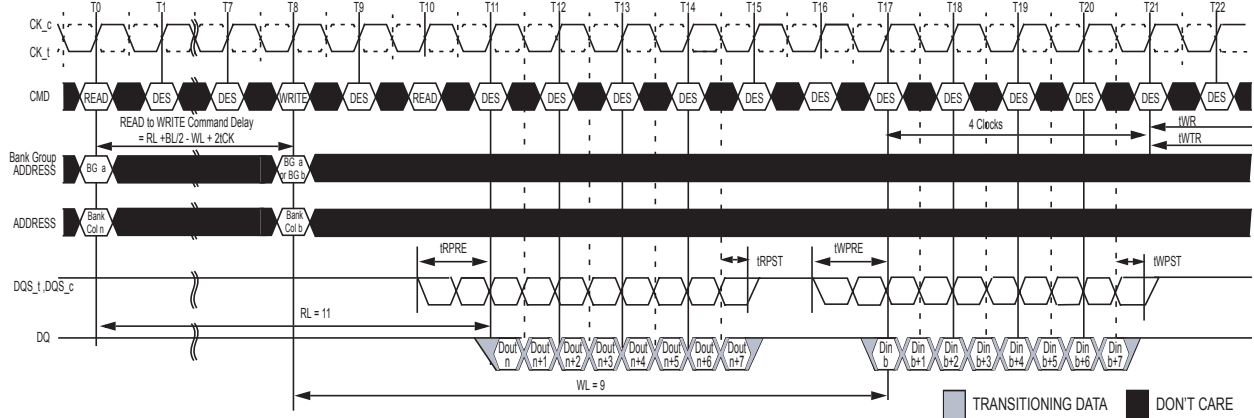 T0 T1 T7 T8 T9 T10 T11 T12 T13 T14 T15 T16 T17 T18 T19 T20 T21 T22
CK_c
CK_t
CMD READ DES DES WRITE DES READ DES DES DES DES DES DES DES DES DES DES DES DES
READ to WRITE Command Delay
= RL +BL/2 - WL + 2tCK
4 Clocks
tWR
tWTR
Bank Group
ADDRESS
BG a
BG a
or BG b
ADDRESS
Bank
Col n
Bank
Col b
tRPRE
tRPST
tWPRE
tWPST
DQS_t ,DQS_c
RL = 11
DQ
Dout Dout Dout Dout Dout Dout Dout Dout
n n+1 n+2 n+3 n+4 n+5 n+6 n+7
Din Din Din Din Din Din Din Din
b b+1 b+2 b+3 b+4 b+5 b+6 b+7
WL = 9
TRANSITIONING DATA
DON'T CARE